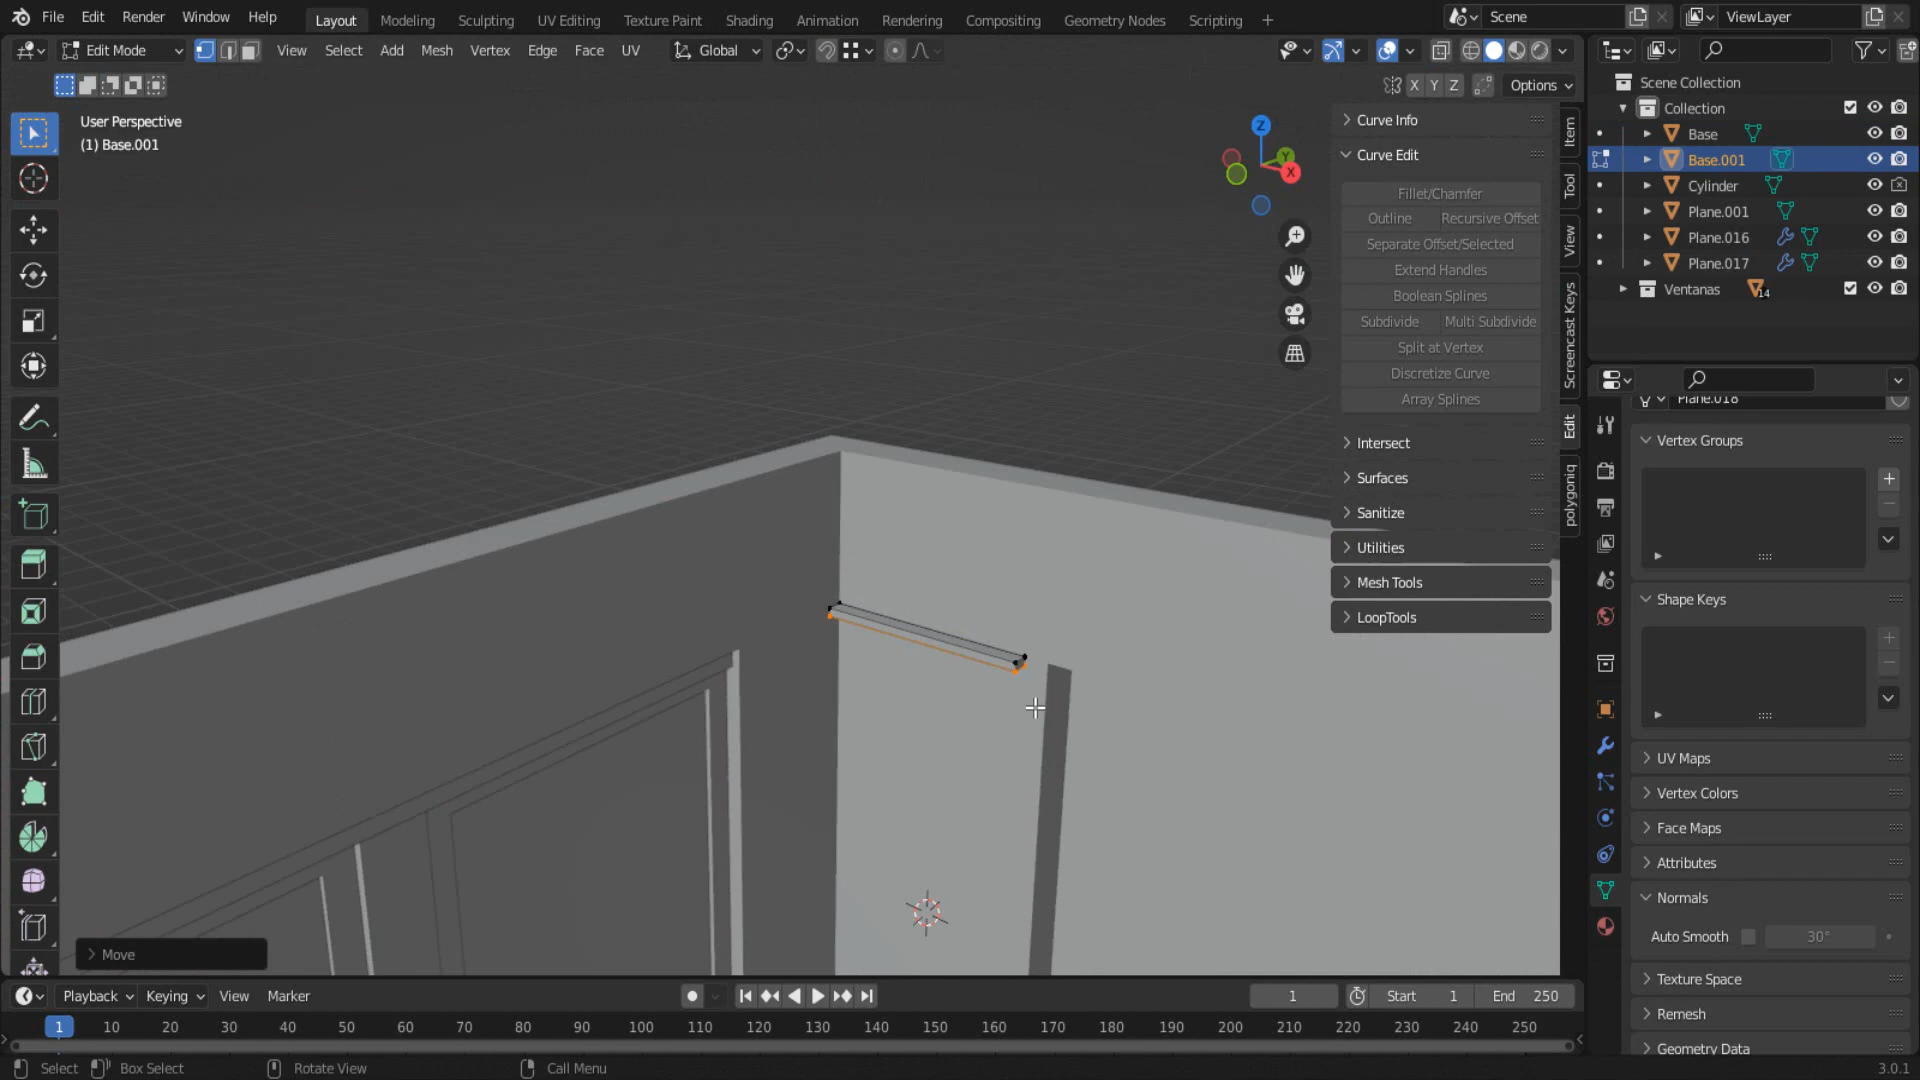 File Edit Render Window Help Layout Modeling Sculpting UV Editing Texture Paint Shading Animation Rendering Compositing Geometry Nodes Scripting + Scene ViewLayer
Edit Mode View Select Add Mesh Vertex Edge Face UV Global
X Y Z Options
User Perspective
(1) Base.001
Z
Y
X
Curve Info
Curve Edit
Fillet/Chamfer
Outline Recursive Offset
Separate Offset/Selected
Extend Handles
Boolean Splines
Subdivide Multi Subdivide
Split at Vertex
Discretize Curve
Array Splines
Intersect
Surfaces
Sanitize
Utilities
Mesh Tools
LoopTools
Item
Tool
View
Screencast Keys
Edit
polygoniq
Scene Collection
Collection
Base
Base.001
Cylinder
Plane.001
Plane.016
Plane.017
Ventanas 14
Plane.018
Vertex Groups
Shape Keys
UV Maps
Vertex Colors
Face Maps
Attributes
Normals
Auto Smooth 30°
Texture Space
Remesh
Geometry Data
Move
Playback Keying View Marker 1 Start 1 End 250
1 10 20 30 40 50 60 70 80 90 100 110 120 130 140 150 160 170 180 190 200 210 220 230 240 250
Select Box Select Rotate View Call Menu 3.0.1